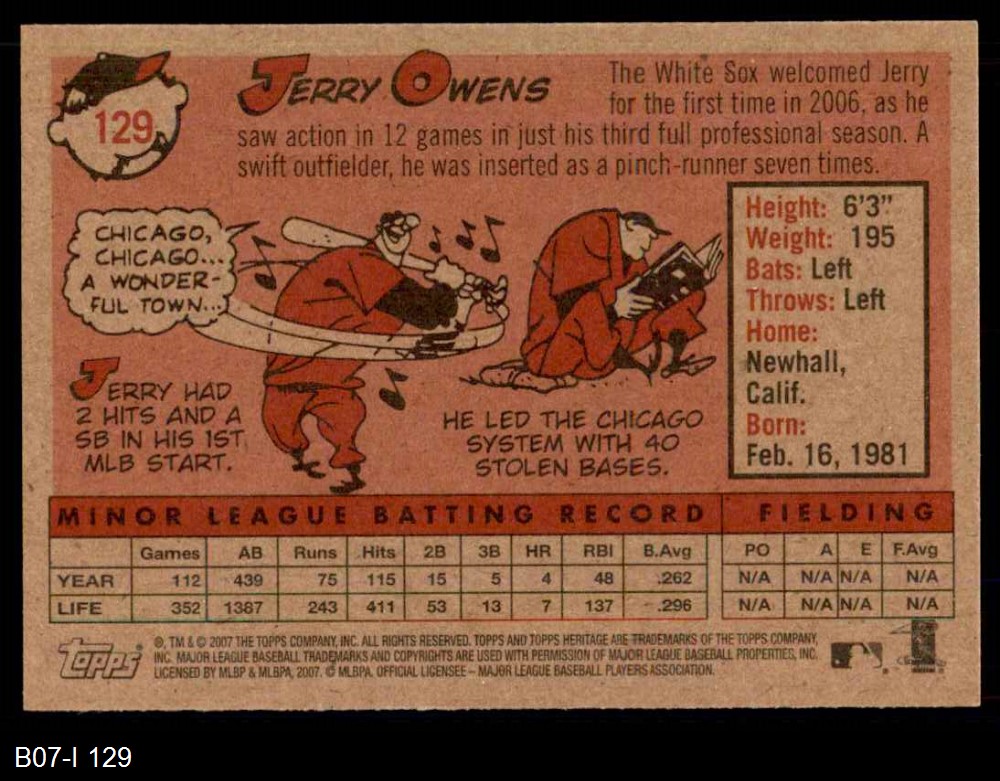 129
JERRY OWENS
The White Sox welcomed Jerry
for the first time in 2006, as he
saw action in 12 games in just his third full professional season. A
swift outfielder, he was inserted as a pinch-runner seven times.
CHICAGO,
CHICAGO...
A WONDER-
FUL TOWN...
JERRY HAD
2 HITS AND A
SB IN HIS 1ST
MLB START.
HE LED THE CHICAGO
SYSTEM WITH 40
STOLEN BASES.
Height: 6'3"
Weight: 195
Bats: Left
Throws: Left
Home:
Newhall,
Calif.
Born:
Feb. 16, 1981
MINOR LEAGUE BATTING RECORD FIELDING
Games AB Runs Hits 2B 3B HR RBI B.Avg PO A E F.Avg
YEAR 112 439 75 115 15 5 4 48 .262 N/A N/A N/A N/A
LIFE 352 1387 243 411 53 13 7 137 .296 N/A N/A N/A N/A
Topps
®, TM & © 2007 THE TOPPS COMPANY, INC. ALL RIGHTS RESERVED. TOPPS AND TOPPS HERITAGE ARE TRADEMARKS OF THE TOPPS COMPANY,
INC. MAJOR LEAGUE BASEBALL TRADEMARKS AND COPYRIGHTS ARE USED WITH PERMISSION OF MAJOR LEAGUE BASEBALL PROPERTIES, INC.
LICENSED BY MLBP & MLBPA, 2007. © MLBPA. OFFICIAL LICENSEE – MAJOR LEAGUE BASEBALL PLAYERS ASSOCIATION.
B07-I 129